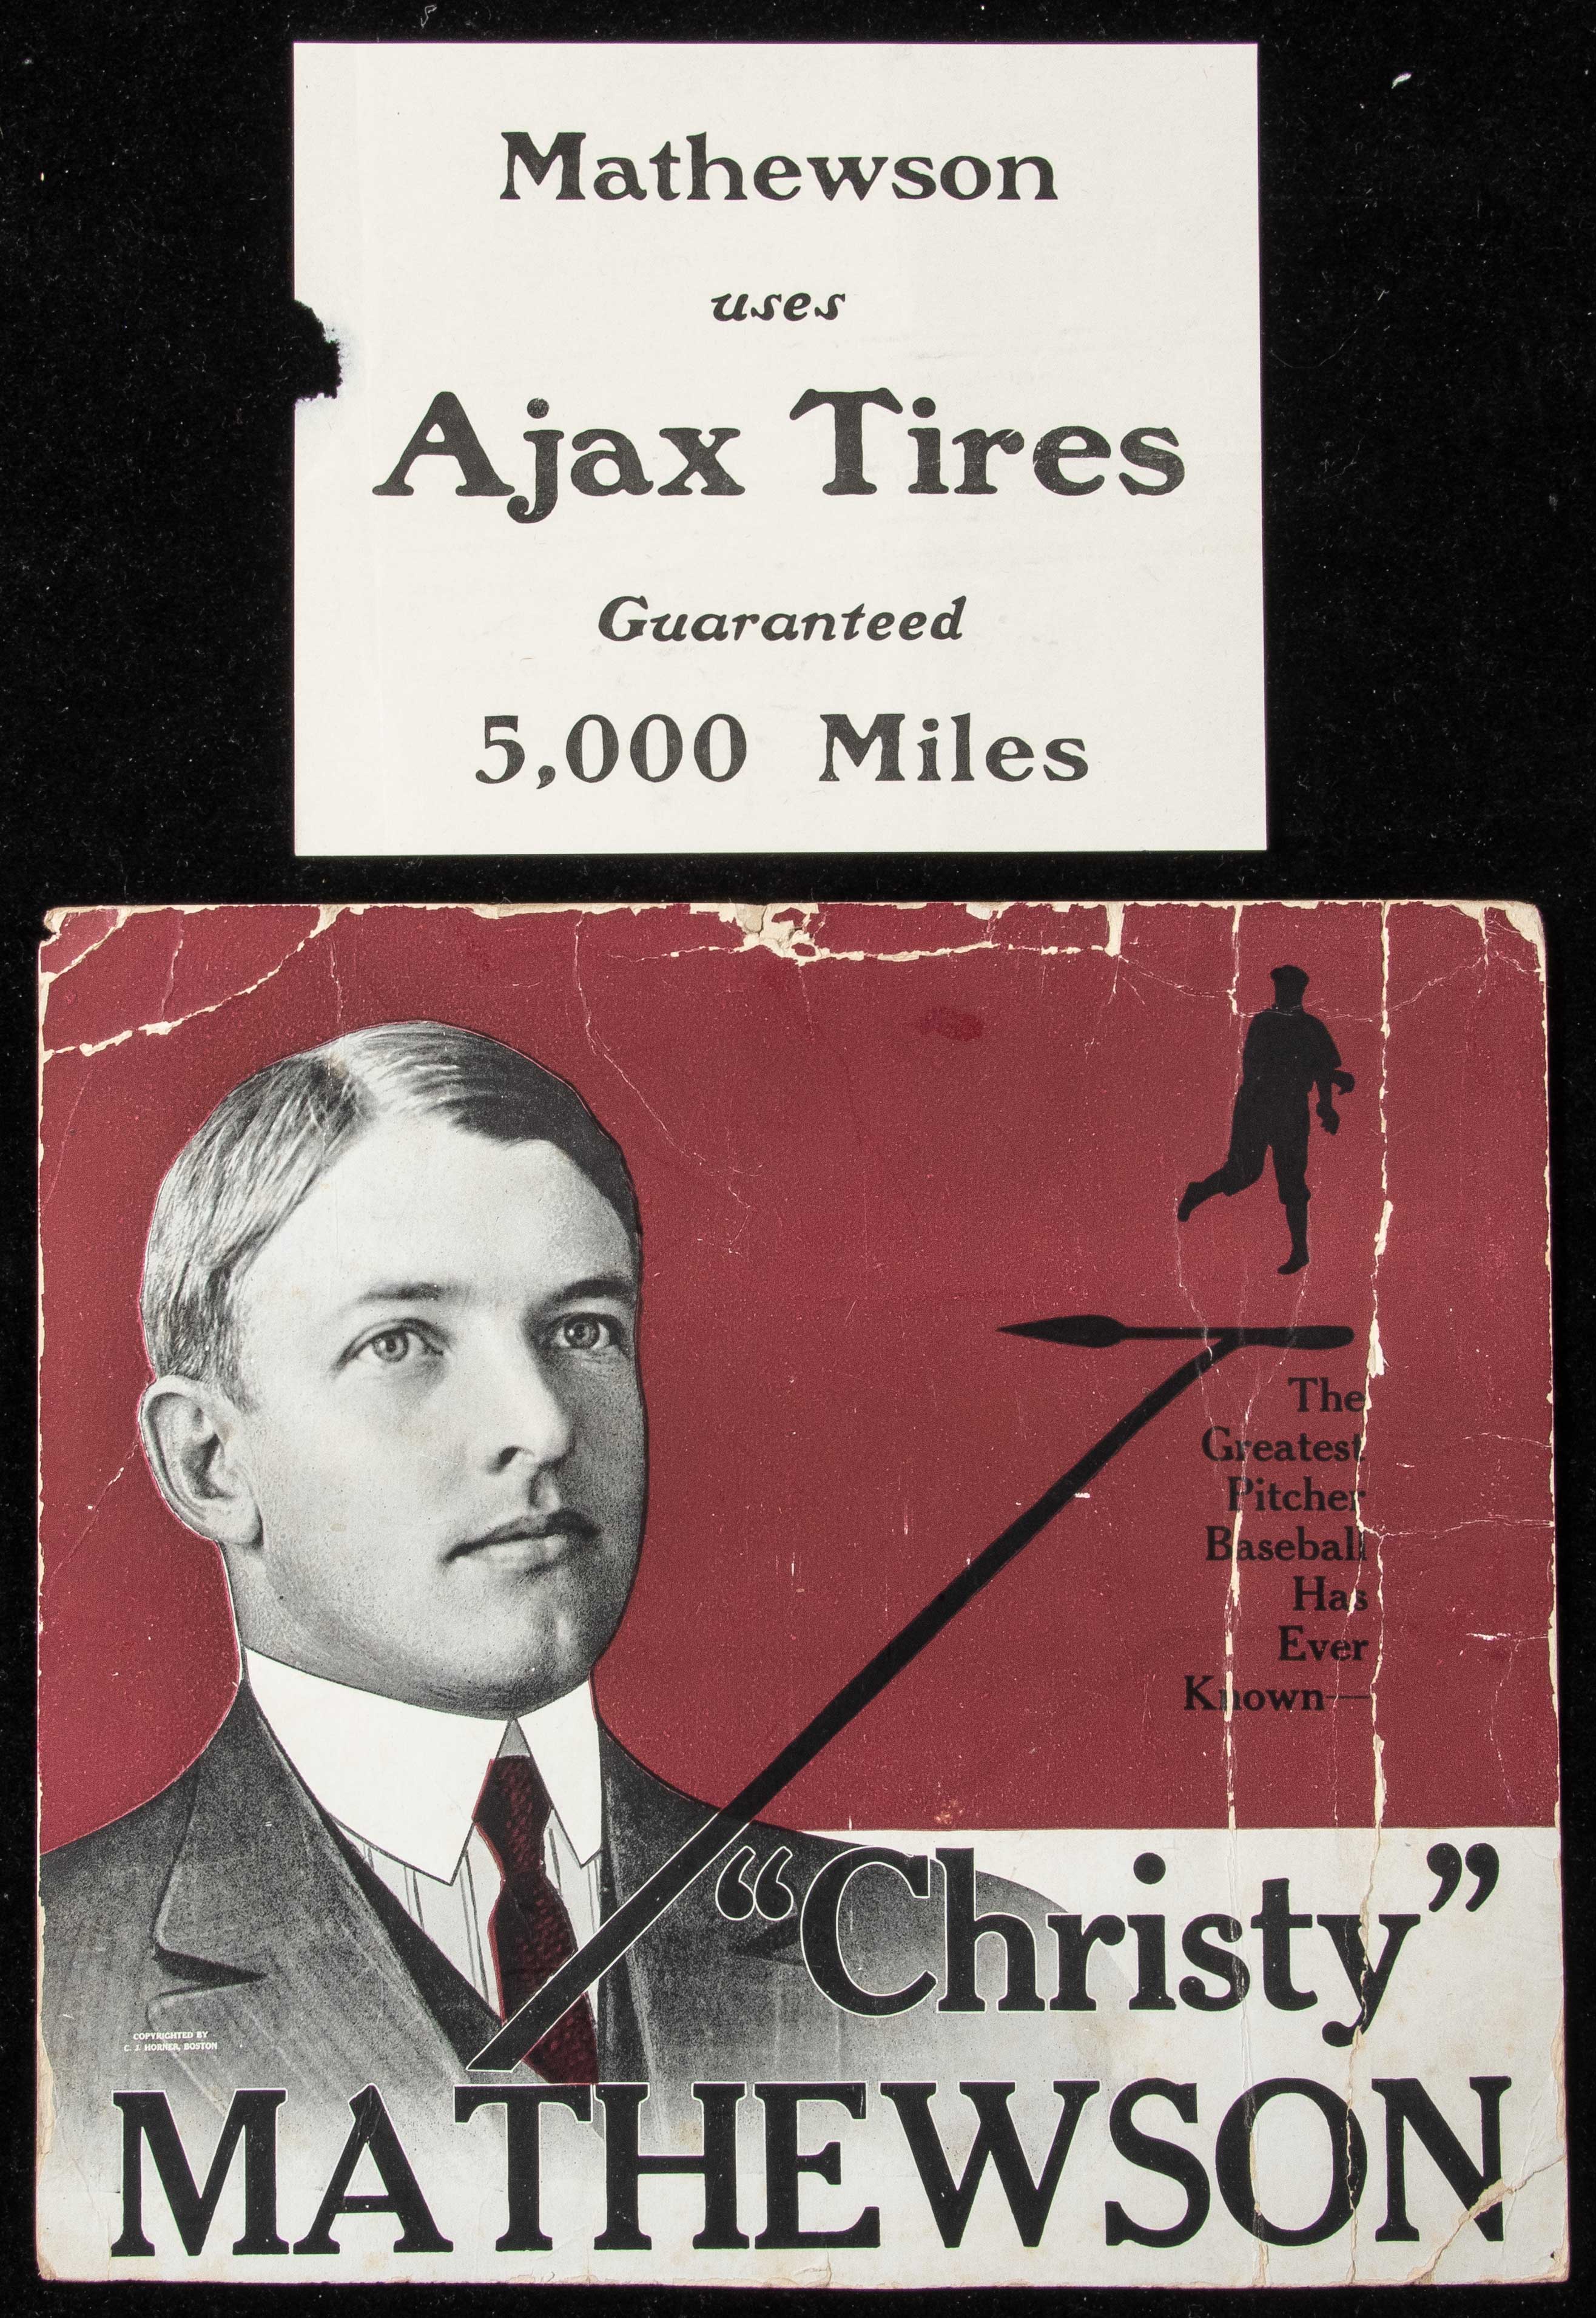 Mathewson
uses
Ajax Tires
Guaranteed
5,000 Miles
The
Greatest
Pitcher
Baseball
Has
Ever
Known—
"Christy"
COPYRIGHTED BY
C. J. HORNER, BOSTON
MATHEWSON